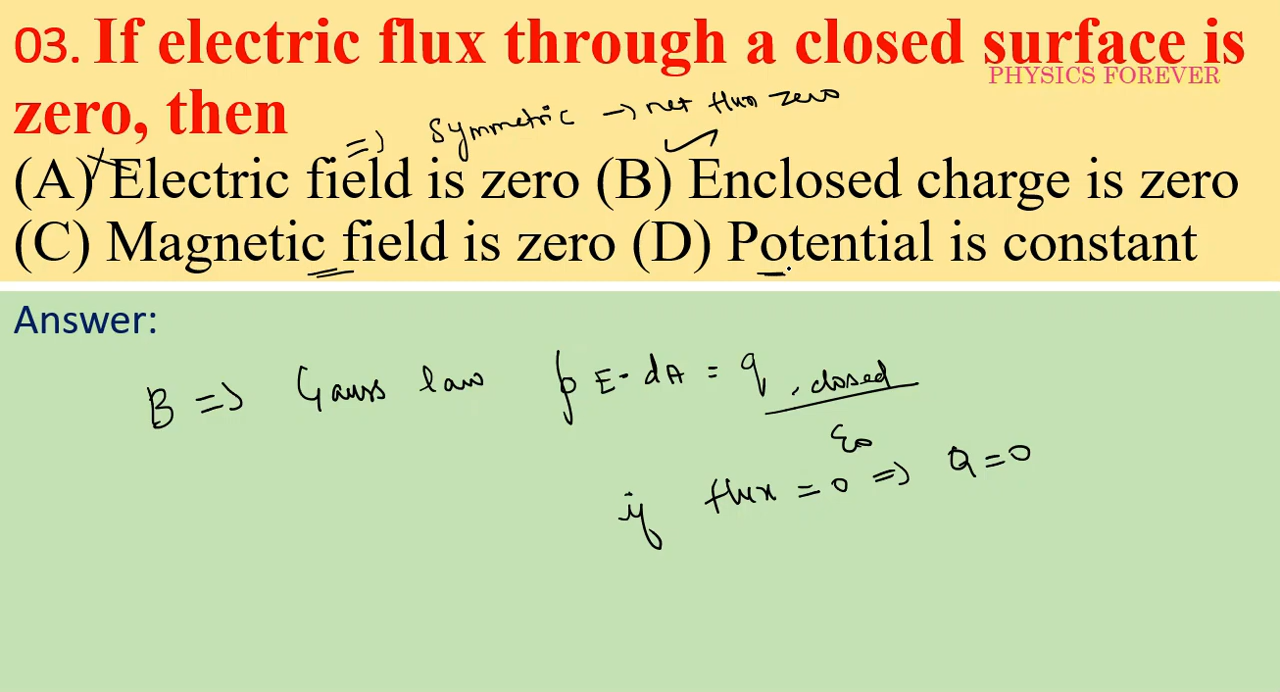 03. If electric flux through a closed surface is
PHYSICS FOREVER
zero, then
=> Symmetric → net flux zero
(A) Electric field is zero (B) Enclosed charge is zero
(C) Magnetic field is zero (D) Potential is constant
Answer:
B => Gauss law ∮ E - dA = q, closed
ε₀
if flux = 0 => Q = 0